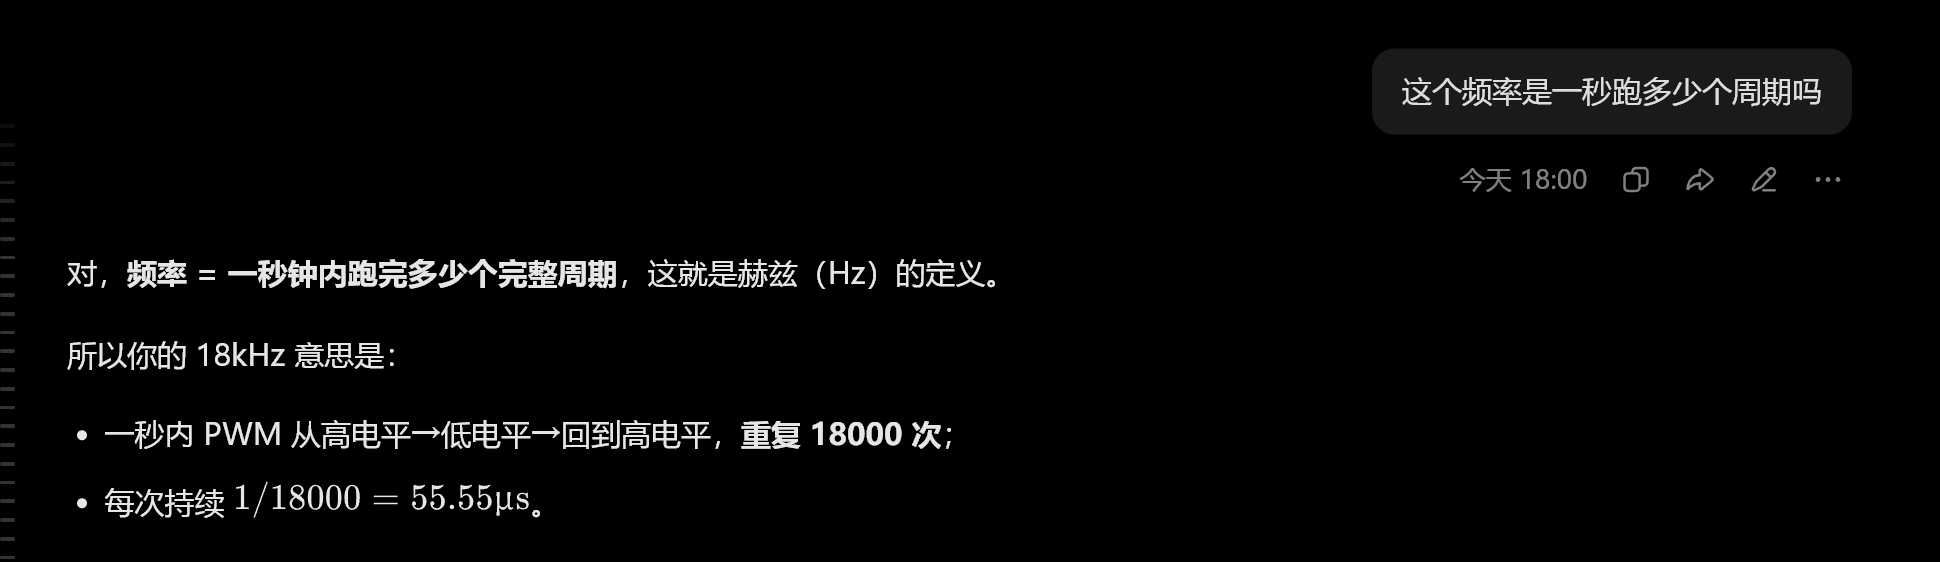 这个频率是一秒跑多少个周期吗
今天 18:00
对，频率 = 一秒钟内跑完多少个完整周期，这就是赫兹（Hz）的定义。
所以你的 18kHz 意思是：
• 一秒内 PWM 从高电平→低电平→回到高电平，重复 18000 次；
• 每次持续 1/18000 = 55.55μs。